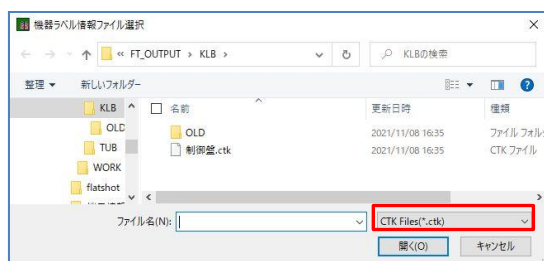 機器ラベル情報ファイル選択
« FT_OUTPUT › KLB ›
KLBの検索
整理 新しいフォルダー
KLB
OLD
TUB
WORK
flatshot
名前 更新日時 種類
OLD 2021/11/08 16:35 ファイル フォル
制御盤.ctk 2021/11/08 16:35 CTK ファイル
ファイル名(N): CTK Files(*.ctk)
開く(O) キャンセル